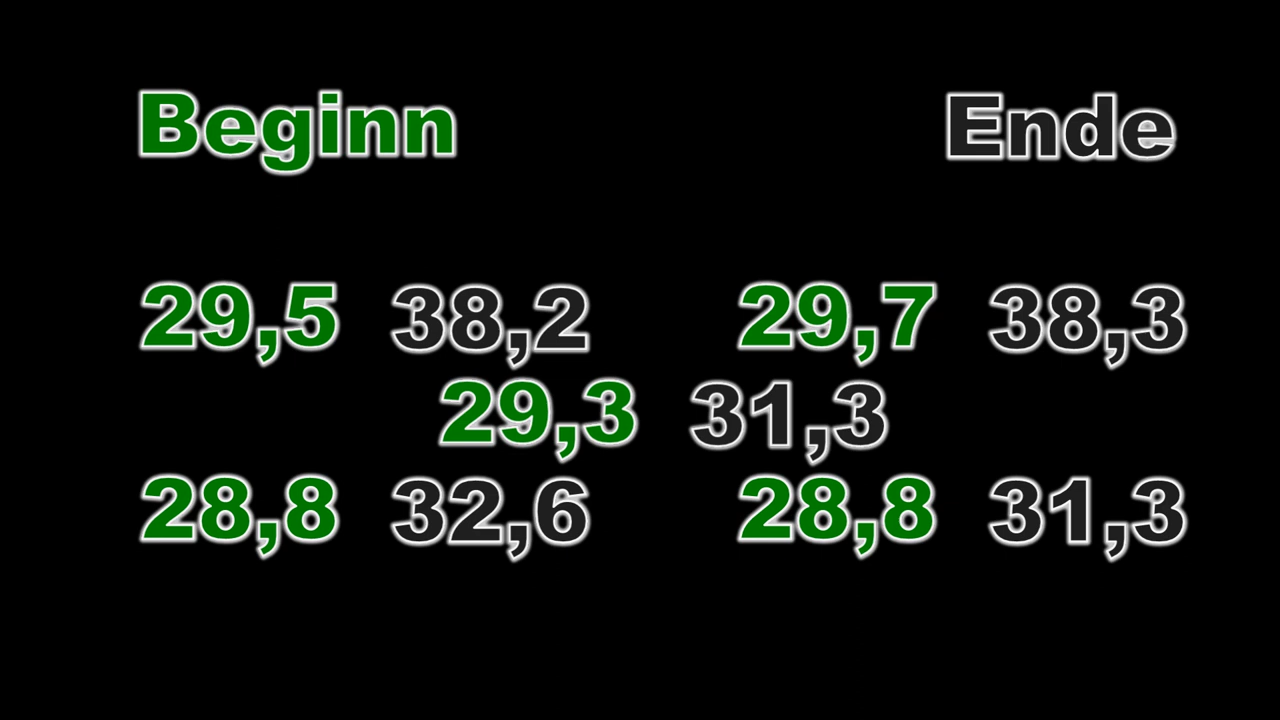 Beginn Ende
29,5 38,2 29,7 38,3
29,3 31,3
28,8 32,6 28,8 31,3